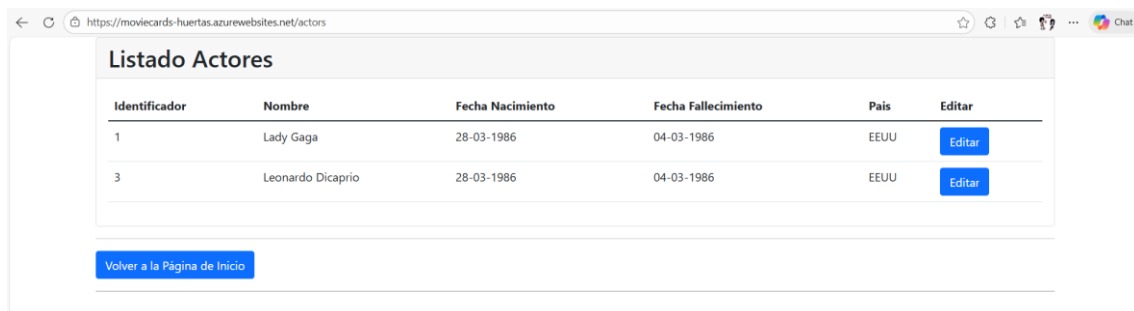 https://moviecards-huertas.azurewebsites.net/actors
Chat
Listado Actores
Identificador Nombre Fecha Nacimiento Fecha Fallecimiento Pais Editar
1 Lady Gaga 28-03-1986 04-03-1986 EEUU Editar
3 Leonardo Dicaprio 28-03-1986 04-03-1986 EEUU Editar
Volver a la Página de Inicio